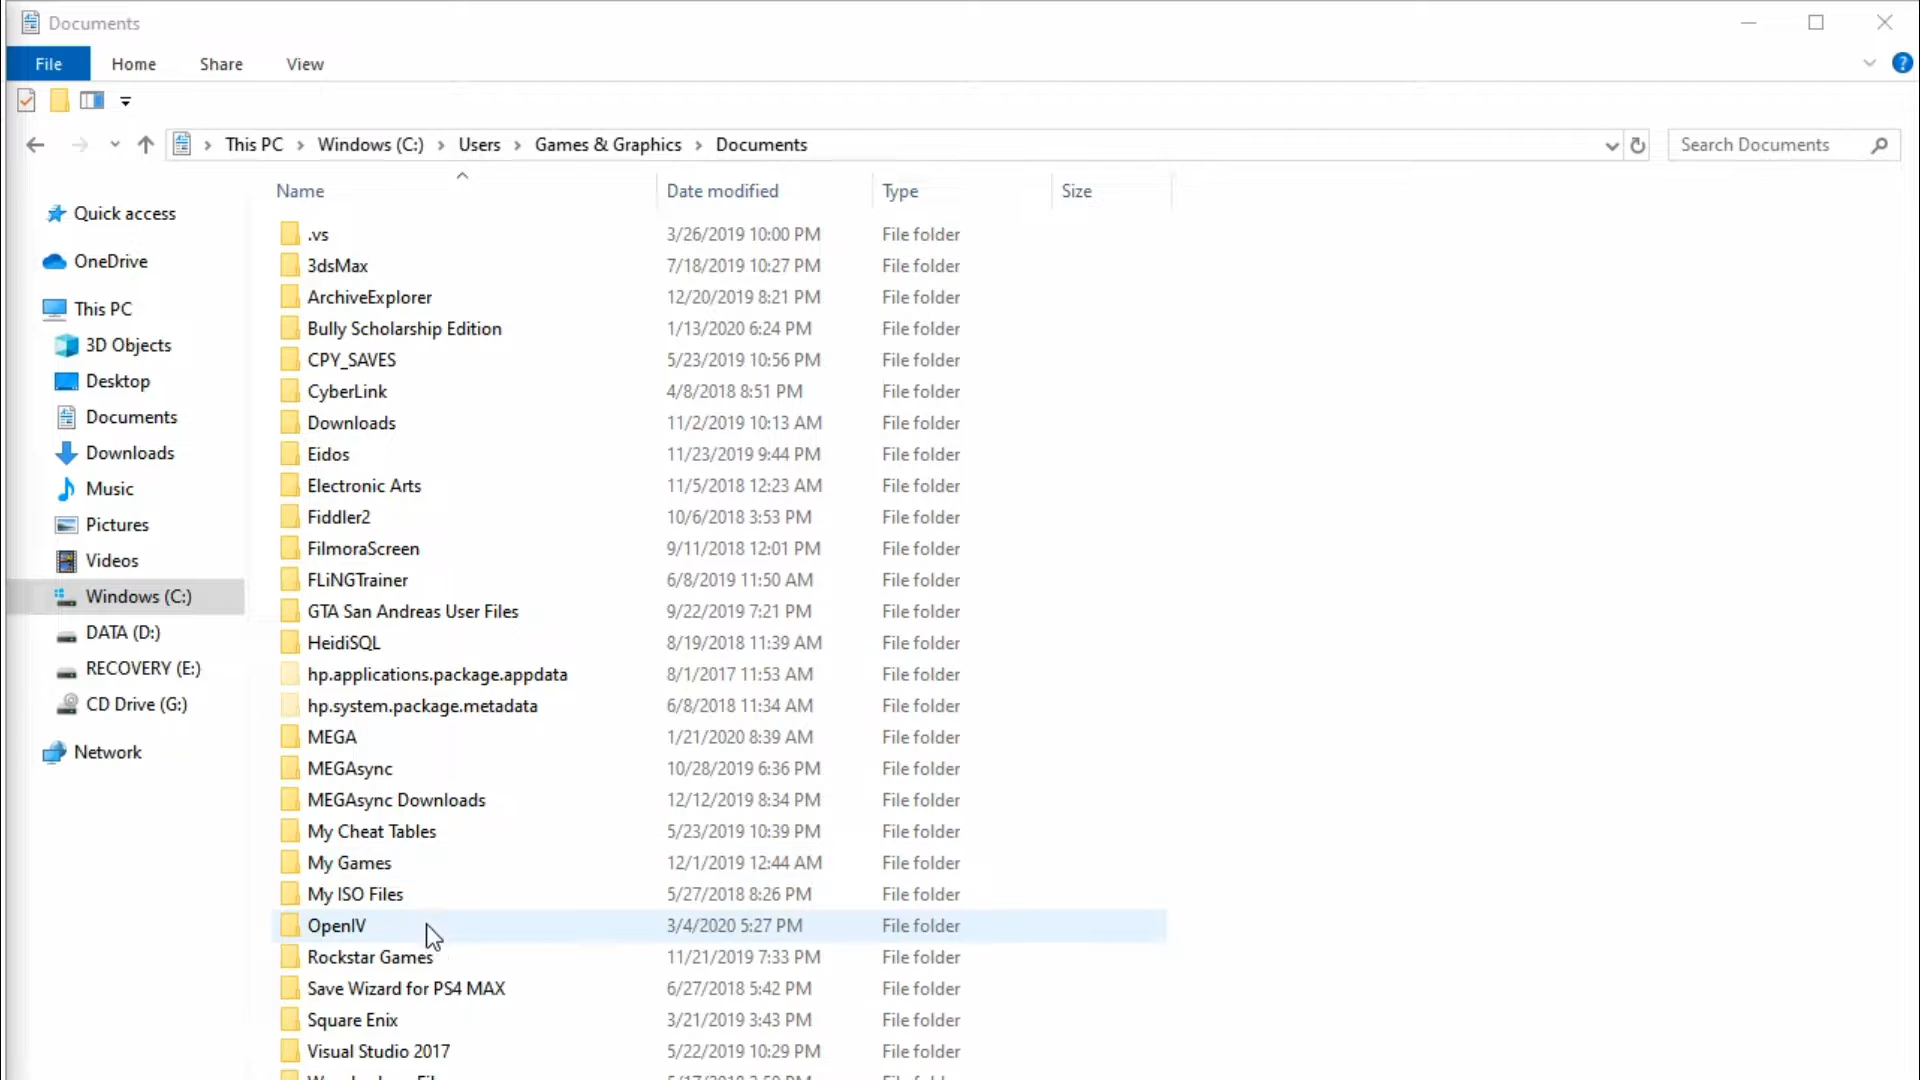 Documents
File Home Share View
This PC Windows (C:) Users Games & Graphics Documents Search Documents
Name Date modified Type Size
Quick access
OneDrive
This PC
3D Objects
Desktop
Documents
Downloads
Music
Pictures
Videos
Windows (C:)
DATA (D:)
RECOVERY (E:)
CD Drive (G:)
Network
.vs 3/26/2019 10:00 PM File folder
3dsMax 7/18/2019 10:27 PM File folder
ArchiveExplorer 12/20/2019 8:21 PM File folder
Bully Scholarship Edition 1/13/2020 6:24 PM File folder
CPY_SAVES 5/23/2019 10:56 PM File folder
CyberLink 4/8/2018 8:51 PM File folder
Downloads 11/2/2019 10:13 AM File folder
Eidos 11/23/2019 9:44 PM File folder
Electronic Arts 11/5/2018 12:23 AM File folder
Fiddler2 10/6/2018 3:53 PM File folder
FilmoraScreen 9/11/2018 12:01 PM File folder
FLiNGTrainer 6/8/2019 11:50 AM File folder
GTA San Andreas User Files 9/22/2019 7:21 PM File folder
HeidiSQL 8/19/2018 11:39 AM File folder
hp.applications.package.appdata 8/1/2017 11:53 AM File folder
hp.system.package.metadata 6/8/2018 11:34 AM File folder
MEGA 1/21/2020 8:39 AM File folder
MEGAsync 10/28/2019 6:36 PM File folder
MEGAsync Downloads 12/12/2019 8:34 PM File folder
My Cheat Tables 5/23/2019 10:39 PM File folder
My Games 12/1/2019 12:44 AM File folder
My ISO Files 5/27/2018 8:26 PM File folder
OpenIV 3/4/2020 5:27 PM File folder
Rockstar Games 11/21/2019 7:33 PM File folder
Save Wizard for PS4 MAX 6/27/2018 5:42 PM File folder
Square Enix 3/21/2019 3:43 PM File folder
Visual Studio 2017 5/22/2019 10:29 PM File folder